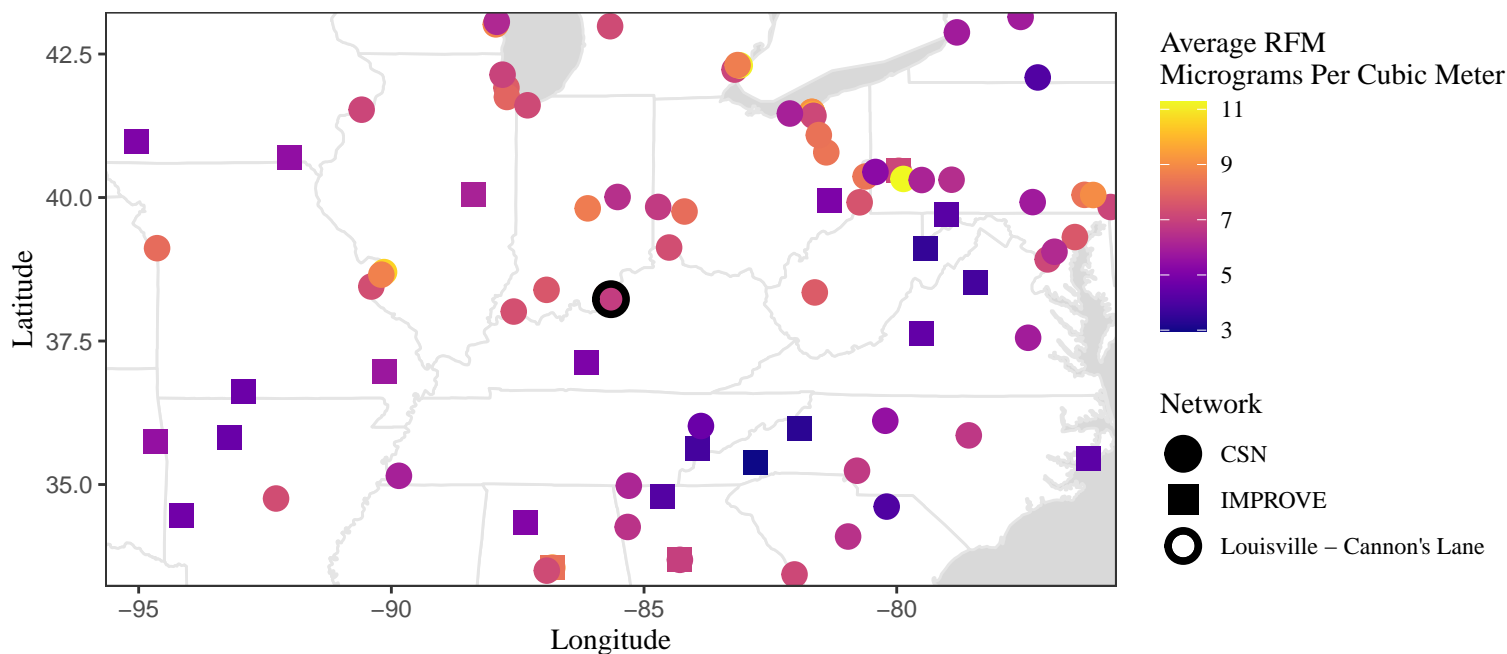 42.5
40.0
37.5
35.0
Latitude
−95
−90
−85
−80
Longitude
Average RFM
Micrograms Per Cubic Meter
11
9
7
5
3
Network
CSN
IMPROVE
Louisville – Cannon's Lane